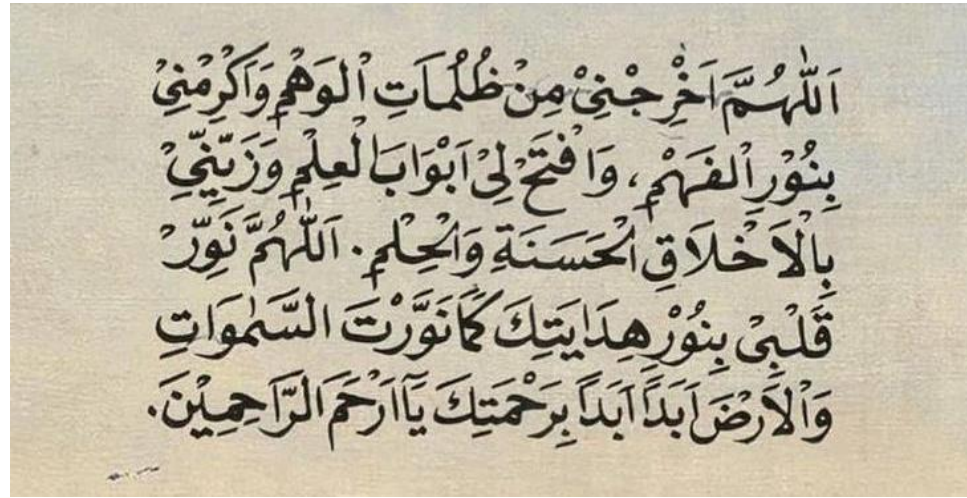 اَللّٰهُمَّ اَخْرِجْنِيْ مِنْ ظُلُمَاتِ الْوَهْمِ وَاَكْرِمْنِيْ
بِنُوْرِ الْفَهْمِ، وَافْتَحْ لِيْ اَبْوَابَ الْعِلْمِ وَزَيِّنِّيْ
بِالْاَخْلَاقِ الْحَسَنَةِ وَالْحِلْمِ. اَللّٰهُمَّ نَوِّرْ
قَلْبِيْ بِنُوْرِ هِدَايَتِكَ كَمَا نَوَّرْتَ السَّمٰوَاتِ
وَالْاَرْضَ اَبَدًا اَبَدًا بِرَحْمَتِكَ يَآ اَرْحَمَ الرَّاحِمِيْنَ.